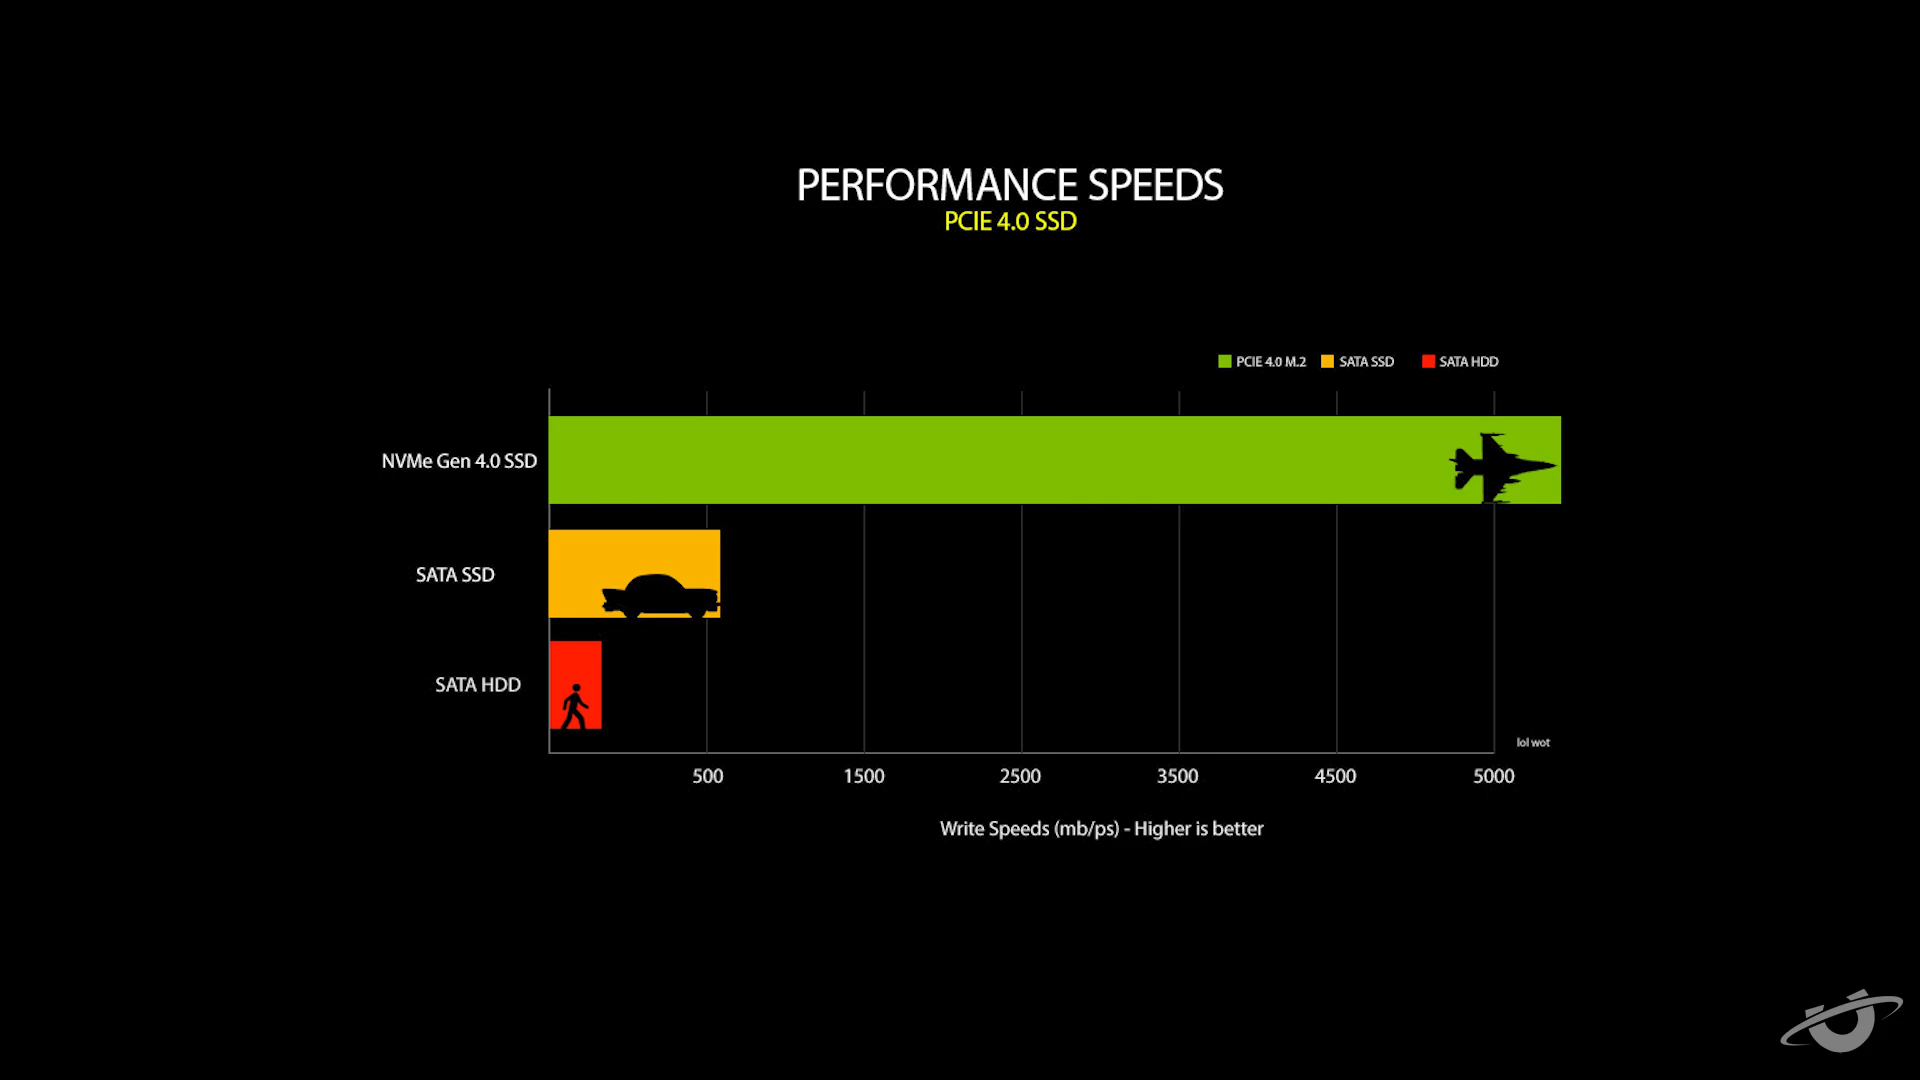 PERFORMANCE SPEEDS
PCIE 4.0 SSD
PCIE 4.0 M.2 SATA SSD SATA HDD
NVMe Gen 4.0 SSD
SATA SSD
SATA HDD
lol wot
500 1500 2500 3500 4500 5000
Write Speeds (mb/ps) - Higher is better